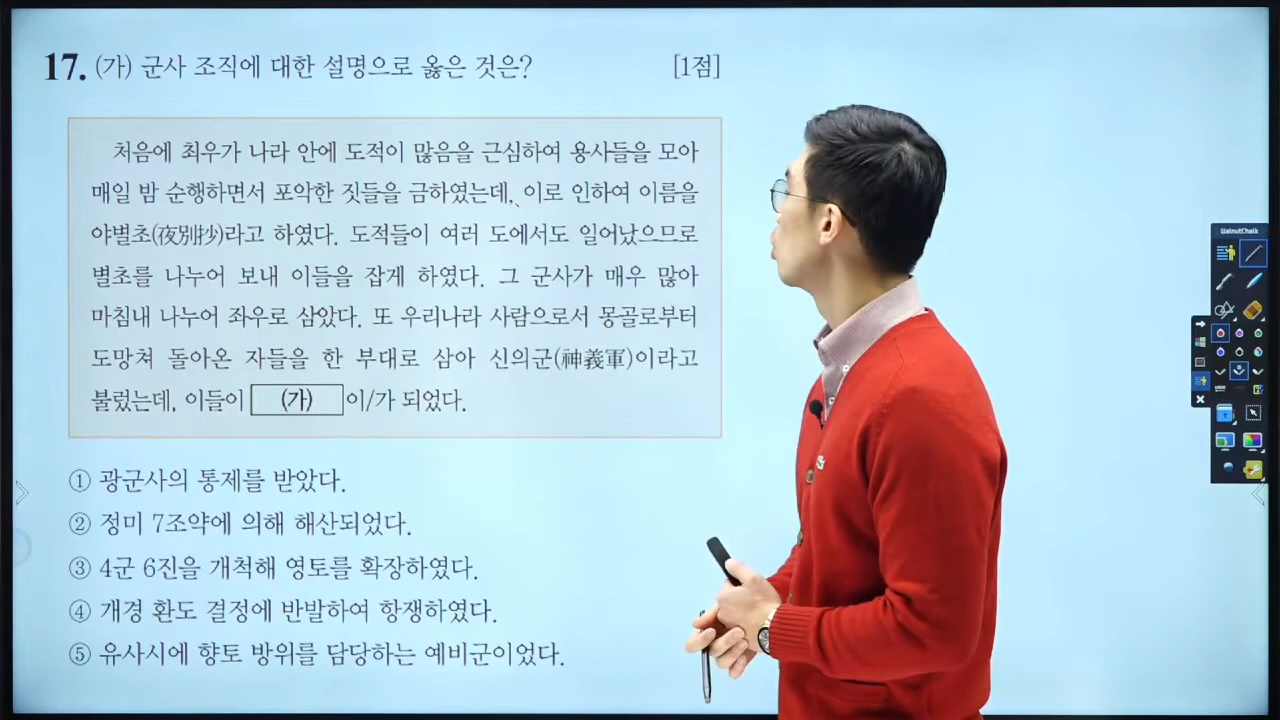 17. (가) 군사 조직에 대한 설명으로 옳은 것은? [1점]
처음에 최우가 나라 안에 도적이 많음을 근심하여 용사들을 모아
매일 밤 순행하면서 포악한 짓들을 금하였는데, 이로 인하여 이름을
야별초(夜別抄)라고 하였다. 도적들이 여러 도에서도 일어났으므로
별초를 나누어 보내 이들을 잡게 하였다. 그 군사가 매우 많아
마침내 나누어 좌우로 삼았다. 또 우리나라 사람으로서 몽골로부터
도망쳐 돌아온 자들을 한 부대로 삼아 신의군(神義軍)이라고
불렀는데, 이들이 (가) 이/가 되었다.
① 광군사의 통제를 받았다.
② 정미 7조약에 의해 해산되었다.
③ 4군 6진을 개척해 영토를 확장하였다.
④ 개경 환도 결정에 반발하여 항쟁하였다.
⑤ 유사시에 향토 방위를 담당하는 예비군이었다.
WalnutChalk